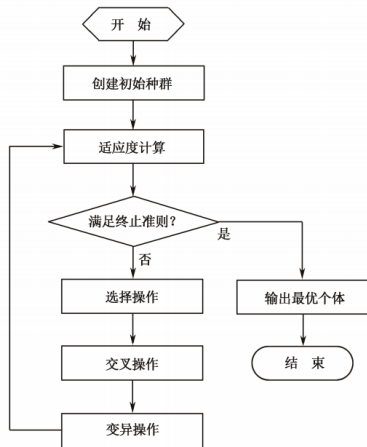 开 始
创建初始种群
适应度计算
满足终止准则？
是
否
选择操作
输出最优个体
交叉操作
结 束
变异操作